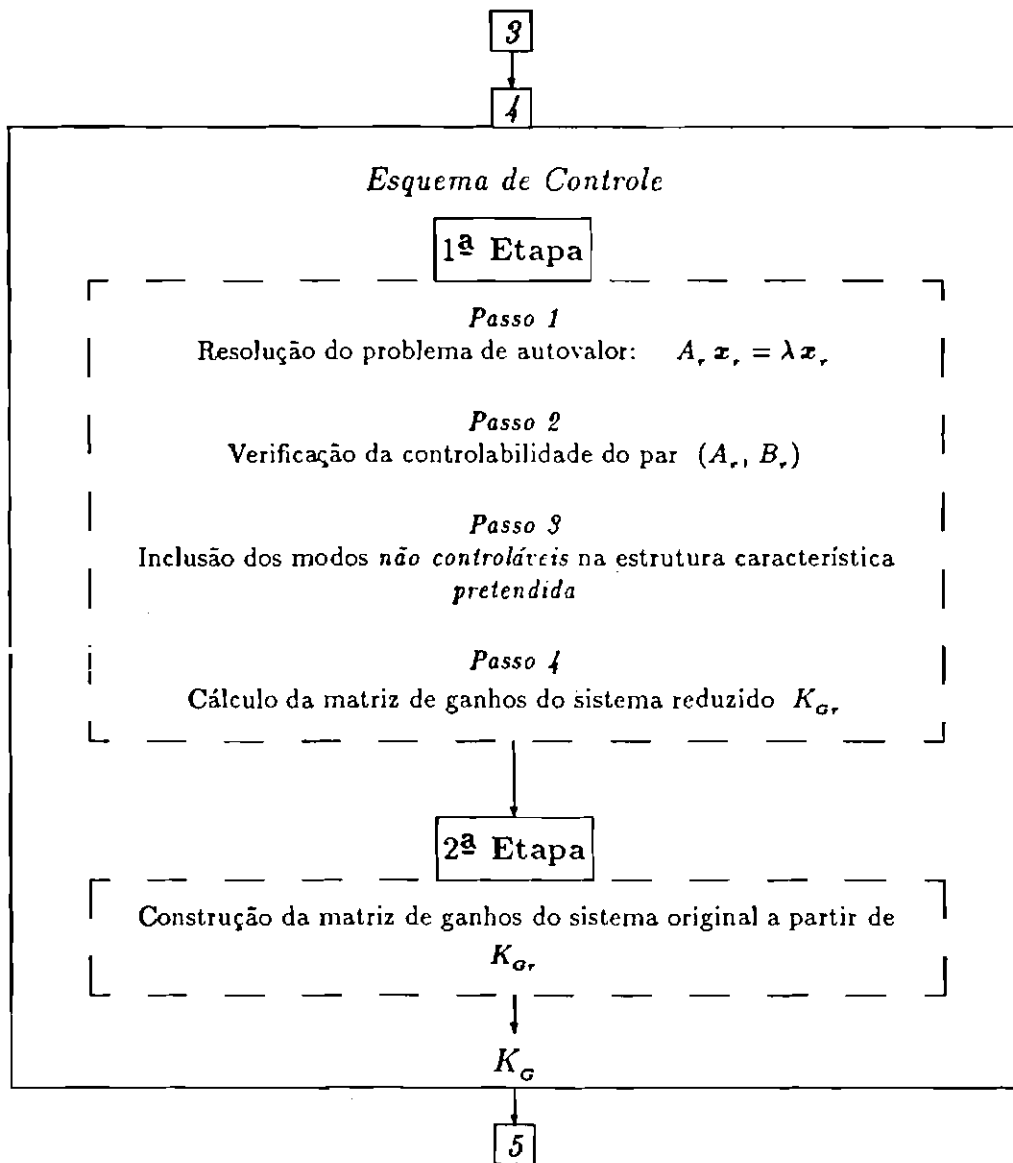 3
4
Esquema de Controle
1ª Etapa
Passo 1
Resolução do problema de autovalor: A_r x_r = λ x_r
Passo 2
Verificação da controlabilidade do par (A_r, B_r)
Passo 3
Inclusão dos modos não controláveis na estrutura característica
pretendida
Passo 4
Cálculo da matriz de ganhos do sistema reduzido K_Gr
2ª Etapa
Construção da matriz de ganhos do sistema original a partir de
K_Gr
K_G
5